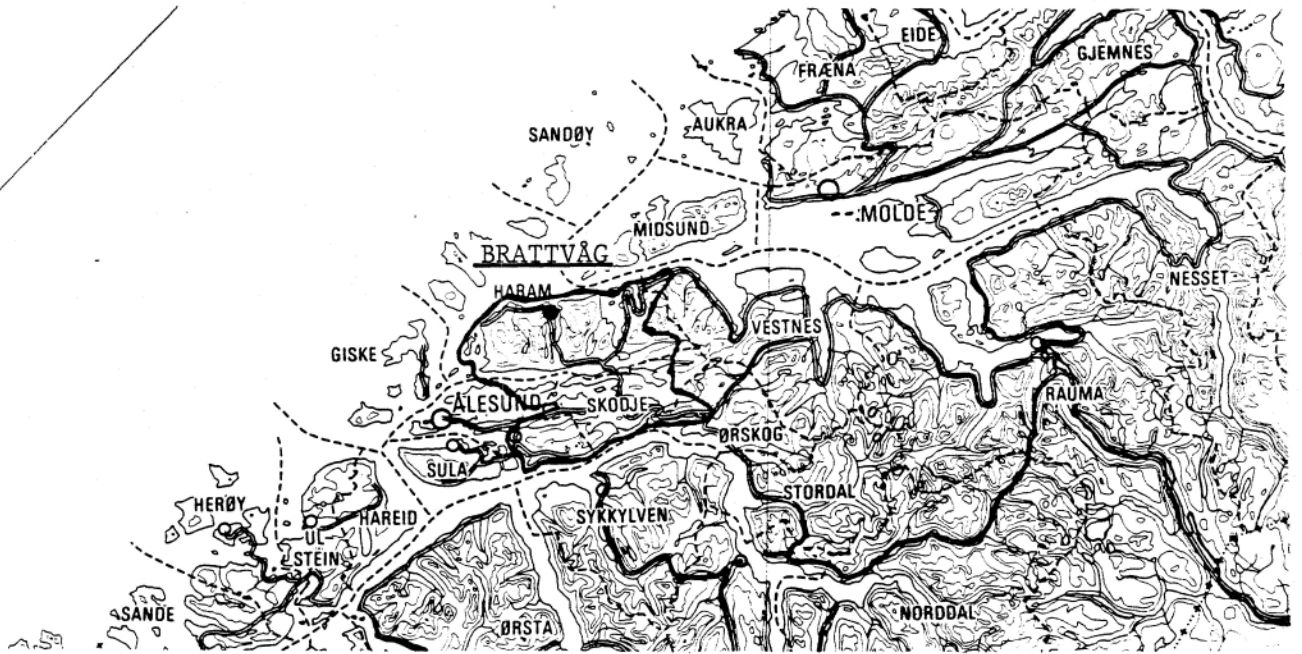 EIDE
GJEMNES
FRÆNA
AUKRA
SANDØY
MOLDE
MIDSUND
BRATTVÅG
NESSET
HARAM
VESTNES
GISKE
ÅLESUND
SKODJE
RAUMA
ØRSKOG
SULA
STORDAL
HERØY
HAREID
SYKKYLVEN
UL
STEIN
SANDE
ØRSTA
NORDDAL